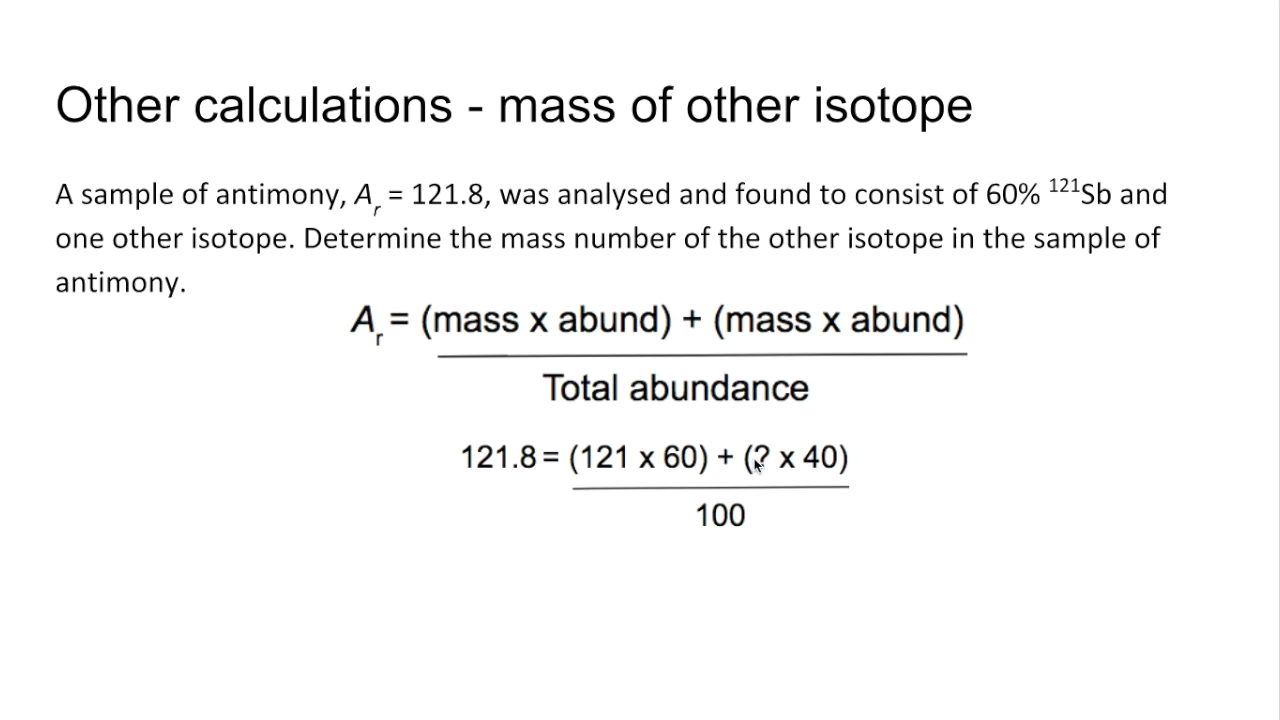 Other calculations - mass of other isotope
A sample of antimony, Ar = 121.8, was analysed and found to consist of 60% ¹²¹Sb and
one other isotope. Determine the mass number of the other isotope in the sample of
antimony.
Ar = (mass x abund) + (mass x abund)
Total abundance
121.8 = (121 x 60) + (? x 40)
100